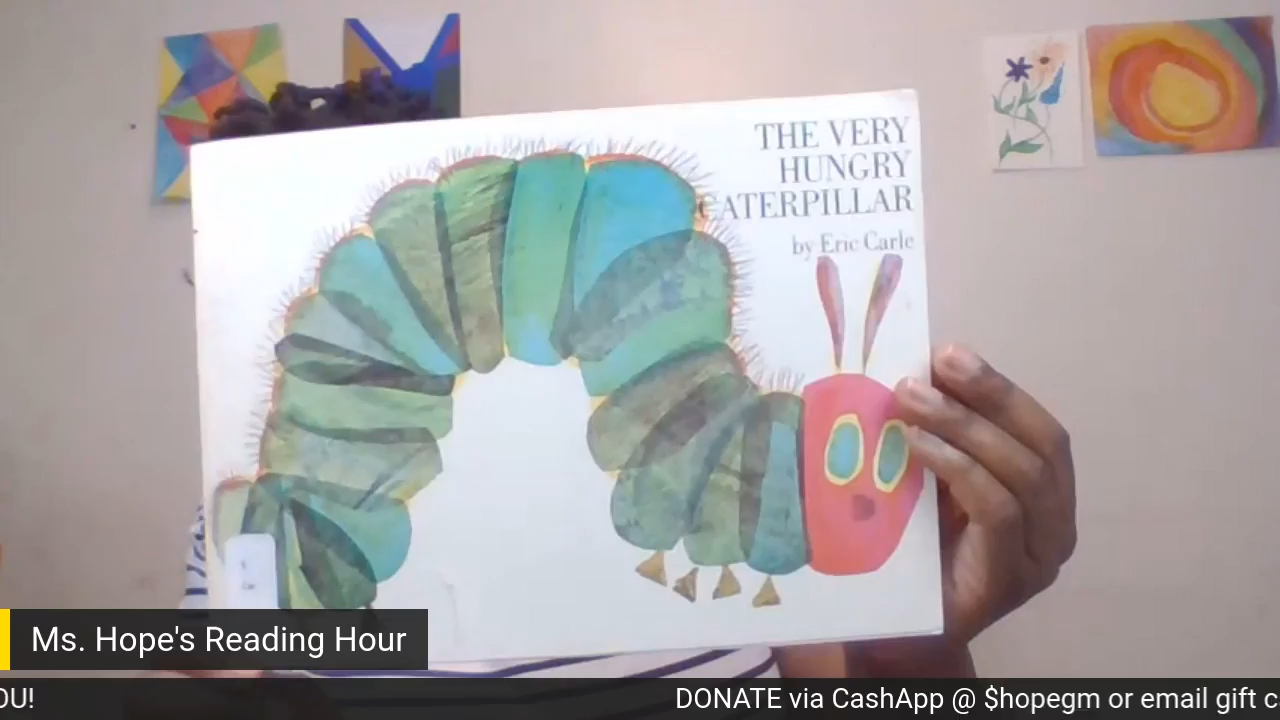 THE VERY
HUNGRY
CATERPILLAR
by Eric Carle
Ms. Hope's Reading Hour
OU!
DONATE via CashApp @ $hopegm or email gift c